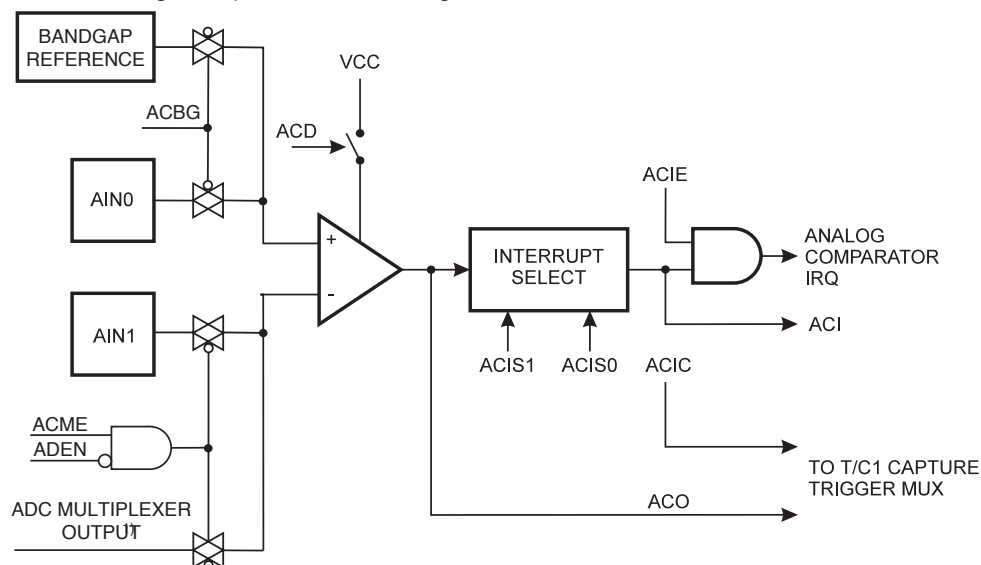 BANDGAP
REFERENCE
VCC
ACBG
ACD
AIN0
ACIE
+
INTERRUPT
SELECT
ANALOG
COMPARATOR
IRQ
-
AIN1
ACI
ACIS1 ACIS0 ACIC
ACME
ADEN
TO T/C1 CAPTURE
TRIGGER MUX
ACO
ADC MULTIPLEXER
OUTPUT